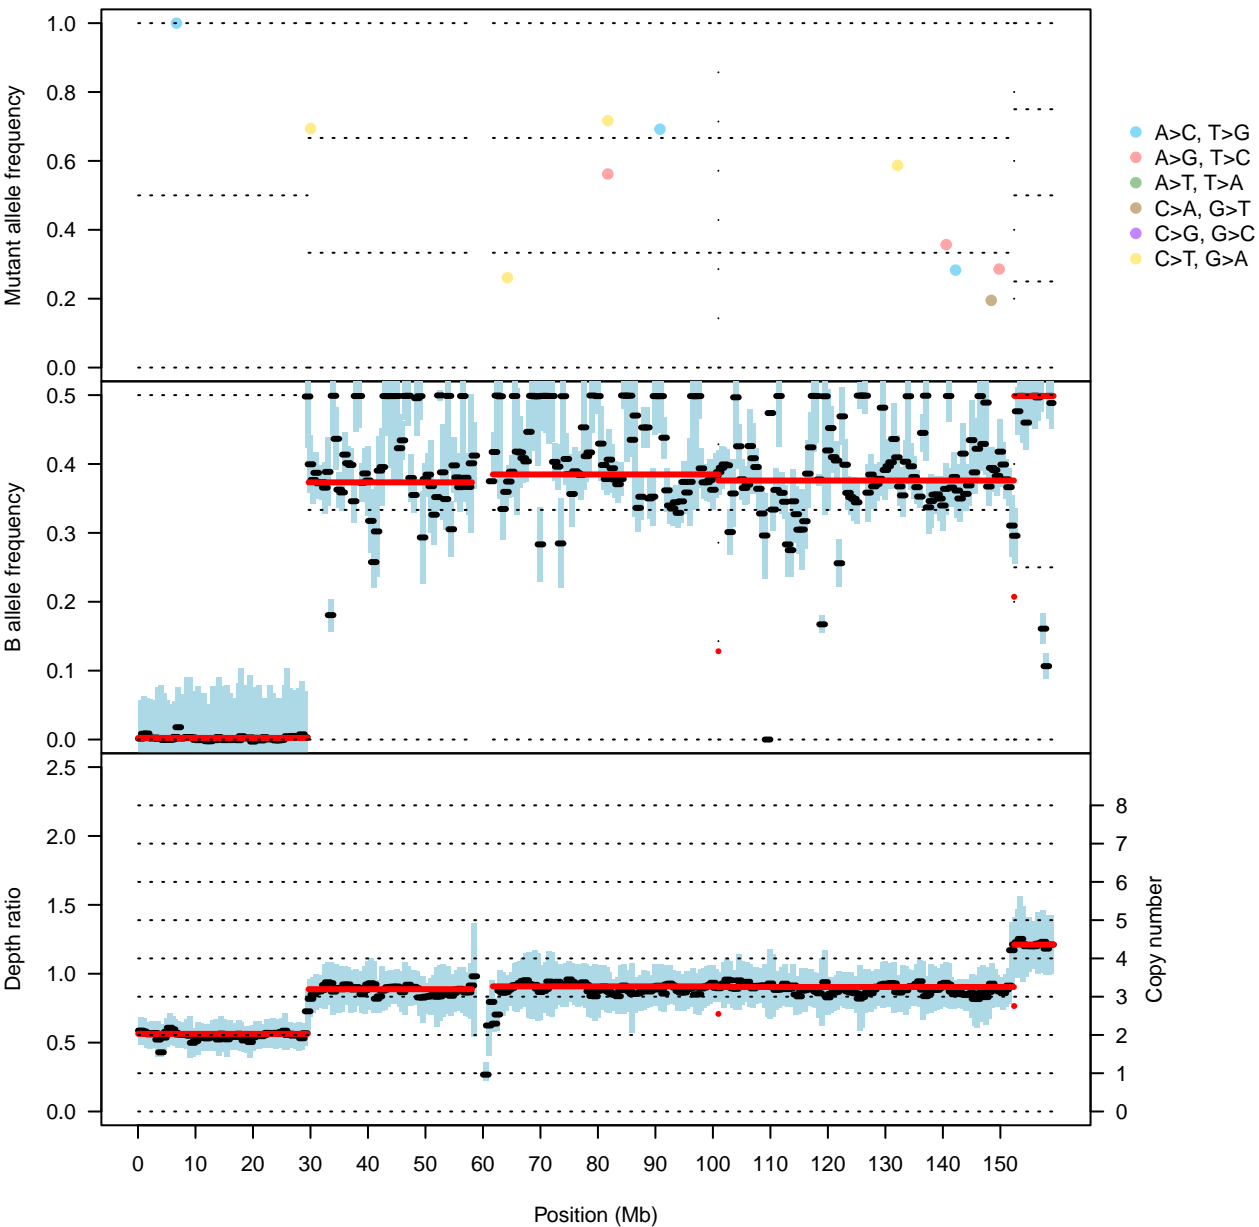 Mutant allele frequency
1.0
0.8
0.6
0.4
0.2
0.0
A>C, T>G
A>G, T>C
A>T, T>A
C>A, G>T
C>G, G>C
C>T, G>A
B allele frequency
0.5
0.4
0.3
0.2
0.1
0.0
Depth ratio
2.5
2.0
1.5
1.0
0.5
0.0
8
7
6
5
4
3
2
1
0
Copy number
0 10 20 30 40 50 60 70 80 90 100 110 120 130 140 150
Position (Mb)